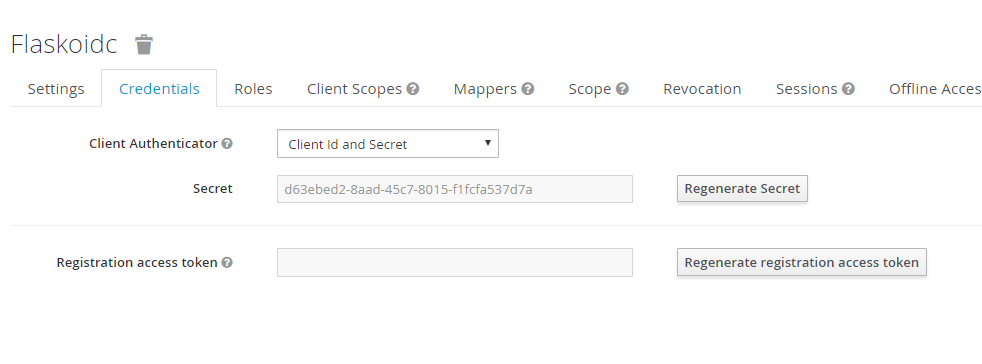 Flaskoidc
Settings Credentials Roles Client Scopes Mappers Scope Revocation Sessions Offline Acces
Client Authenticator Client Id and Secret
Secret d63ebed2-8aad-45c7-8015-f1fcfa537d7a Regenerate Secret
Registration access token Regenerate registration access token